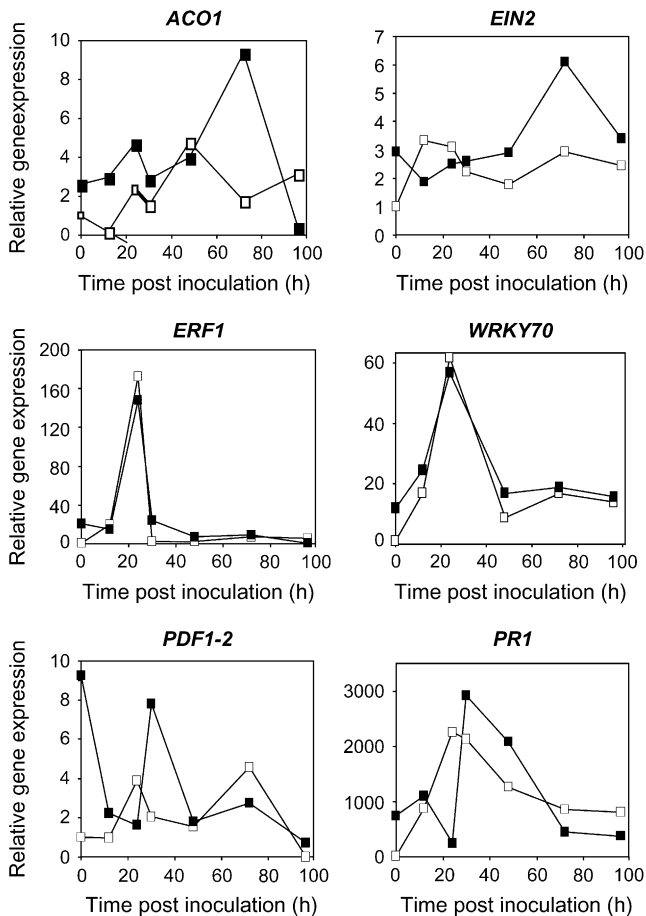 ACO1
EIN2
Relative geneexpression
10
8
6
4
2
0
0 20 40 60 80 100
Time post inoculation (h)
7
6
5
4
3
2
1
0
0 20 40 60 80 100
Time post inoculation (h)
ERF1
WRKY70
Relative gene expression
200
160
120
80
40
0
0 20 40 60 80 100
Time post inoculation (h)
60
40
20
0
0 20 40 60 80 100
Time post inoculation (h)
PDF1-2
PR1
Relative gene expression
10
8
6
4
2
0
0 20 40 60 80 100
Time post inoculation (h)
3000
2000
1000
0
0 20 40 60 80 100
Time post inoculation (h)